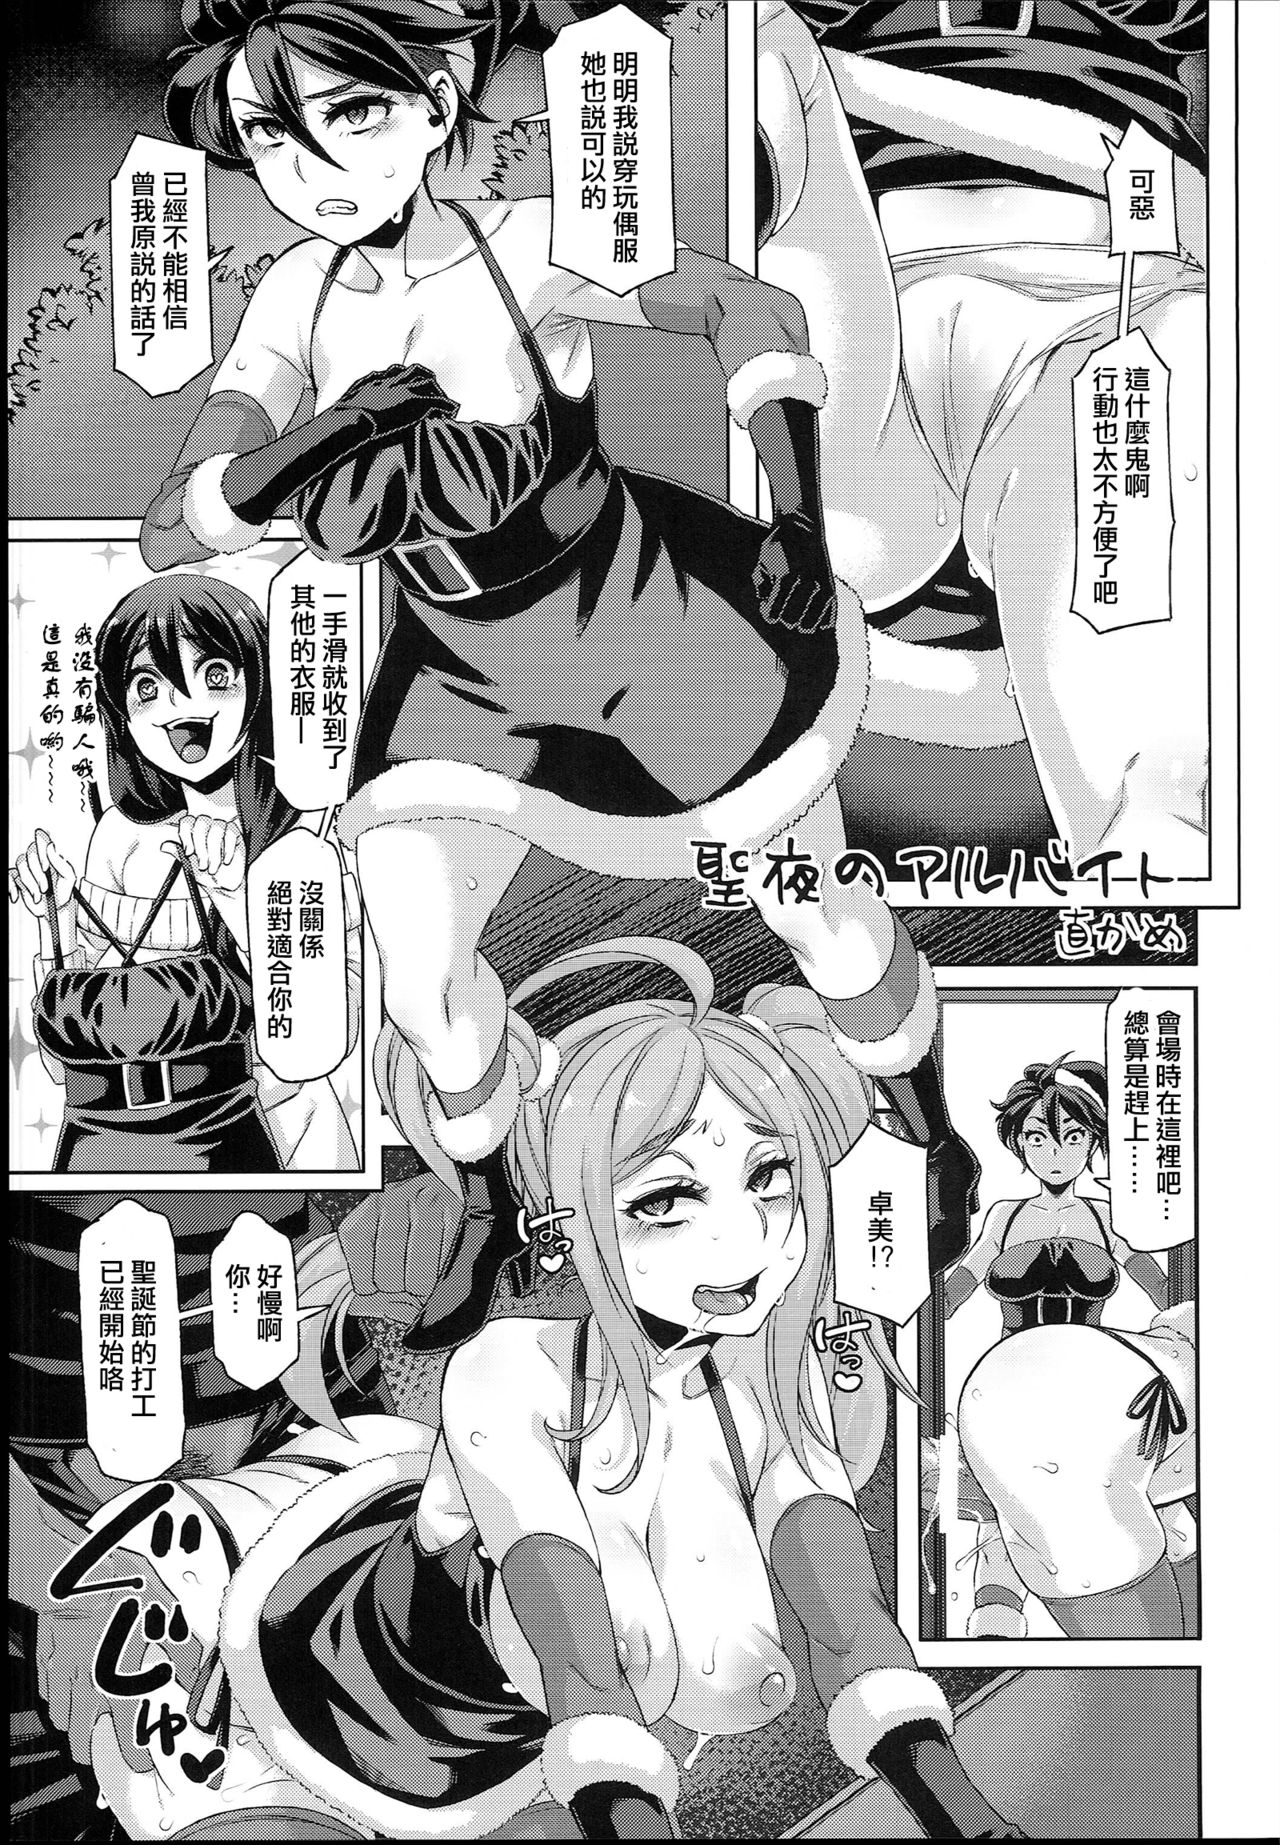 可惡
這什麼鬼啊
行動也太不方便了吧
明明我說穿玩偶服
她也說可以的
已經不能相信
曾我原說的話了
聖夜のアルバイト
直かめ
一手滑就收到了
其他的衣服—
我沒有騙人哦~~~
這是真的喲~~~
沒關係
絕對適合你的
會場時在這裡吧…
總算是趕上……
卓美!?
はっ♡
はっ♡
好慢啊
你…
聖誕節的打工
已經開始咯
ぐじゅ♥